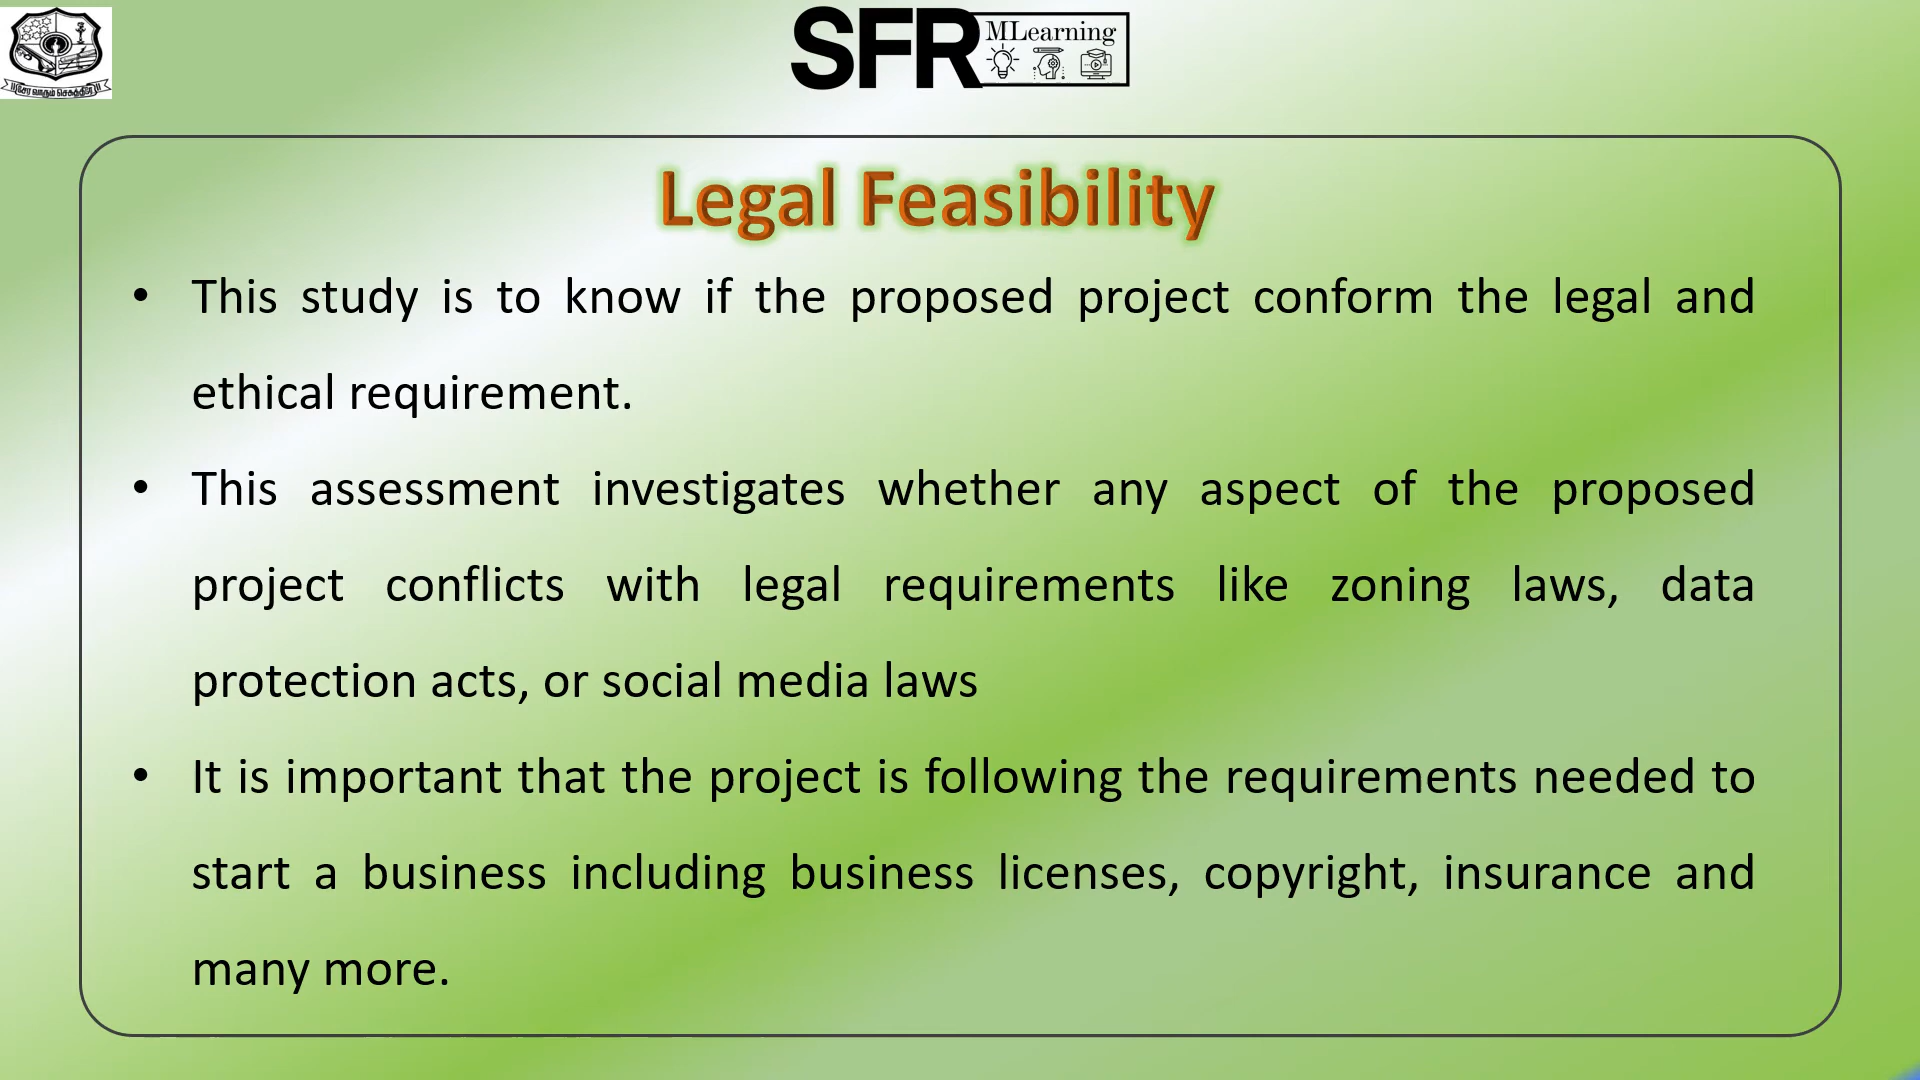 SFR MLearning
Legal Feasibility
• This study is to know if the proposed project conform the legal and
ethical requirement.
• This assessment investigates whether any aspect of the proposed
project conflicts with legal requirements like zoning laws, data
protection acts, or social media laws
• It is important that the project is following the requirements needed to
start a business including business licenses, copyright, insurance and
many more.